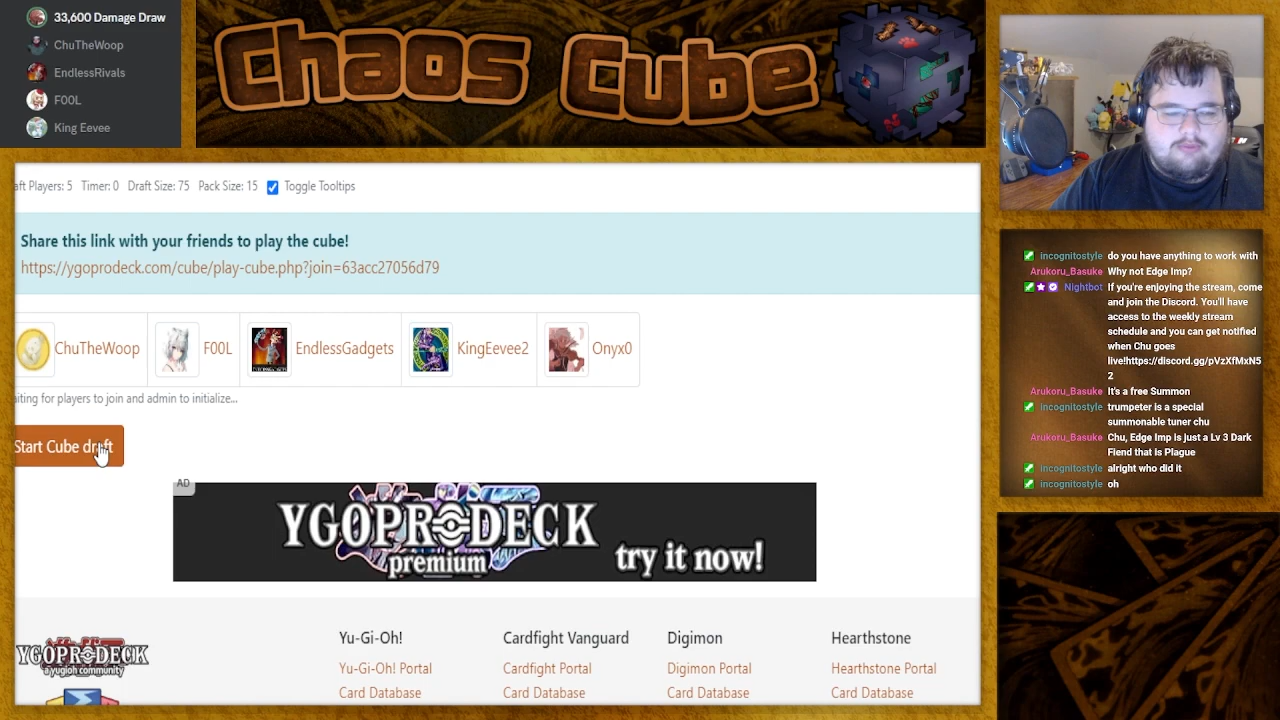 33,600 Damage Draw
ChuTheWoop
EndlessRivals
F00L
King Eevee
Chaos Cube
aft Players: 5 Timer: 0 Draft Size: 75 Pack Size: 15 Toggle Tooltips
Share this link with your friends to play the cube!
https://ygoprodeck.com/cube/play-cube.php?join=63acc27056d79
ChuTheWoop F00L EndlessGadgets KingEevee2 Onyx0
aiting for players to join and admin to initialize...
Start Cube draft
AD
YGOPRODECK
premium
try it now!
YGOPRODECK
a yugioh community
Yu-Gi-Oh!
Yu-Gi-Oh! Portal
Card Database
Cardfight Vanguard
Cardfight Portal
Card Database
Digimon
Digimon Portal
Card Database
Hearthstone
Hearthstone Portal
Card Database
incognitostyle do you have anything to work with
Arukoru_Basuke Why not Edge Imp?
Nightbot If you're enjoying the stream, come
and join the Discord. You'll have
access to the weekly stream
schedule and you can get notified
when Chu goes
live!https://discord.gg/pVzXfMxN5
2
Arukoru_Basuke It's a free Summon
incognitostyle trumpeter is a special
summonable tuner chu
Arukoru_Basuke Chu, Edge Imp is just a Lv 3 Dark
Fiend that is Plague
incognitostyle alright who did it
incognitostyle oh